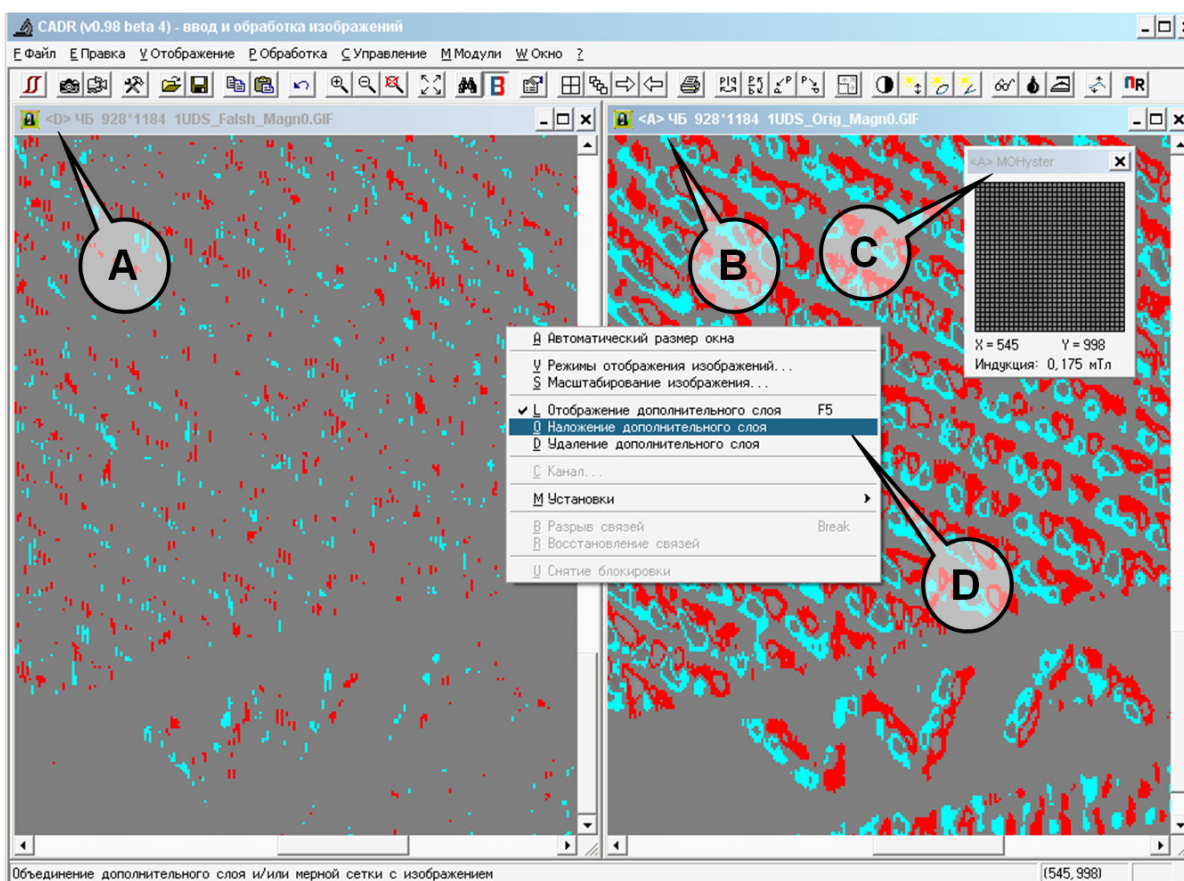 CADR (v0.98 beta 4) - ввод и обработка изображений
F Файл E Правка V Отображение P Обработка C Управление M Модули W Окно ?
<D> ЧБ 928*1184 1UDS_Falsh_Magn0.GIF
<A> ЧБ 928*1184 1UDS_Orig_Magn0.GIF
<A> MOHyster
A
B
C
X = 545 Y = 998
Индукция: 0,175 мТл
A Автоматический размер окна
V Режимы отображения изображений...
S Масштабирование изображения...
L Отображение дополнительного слоя F5
O Наложение дополнительного слоя
D Удаление дополнительного слоя
C Канал...
M Установки
B Разрыв связей Break
R Восстановление связей
U Снятие блокировки
D
Объединение дополнительного слоя и/или мерной сетки с изображением
(545,998)